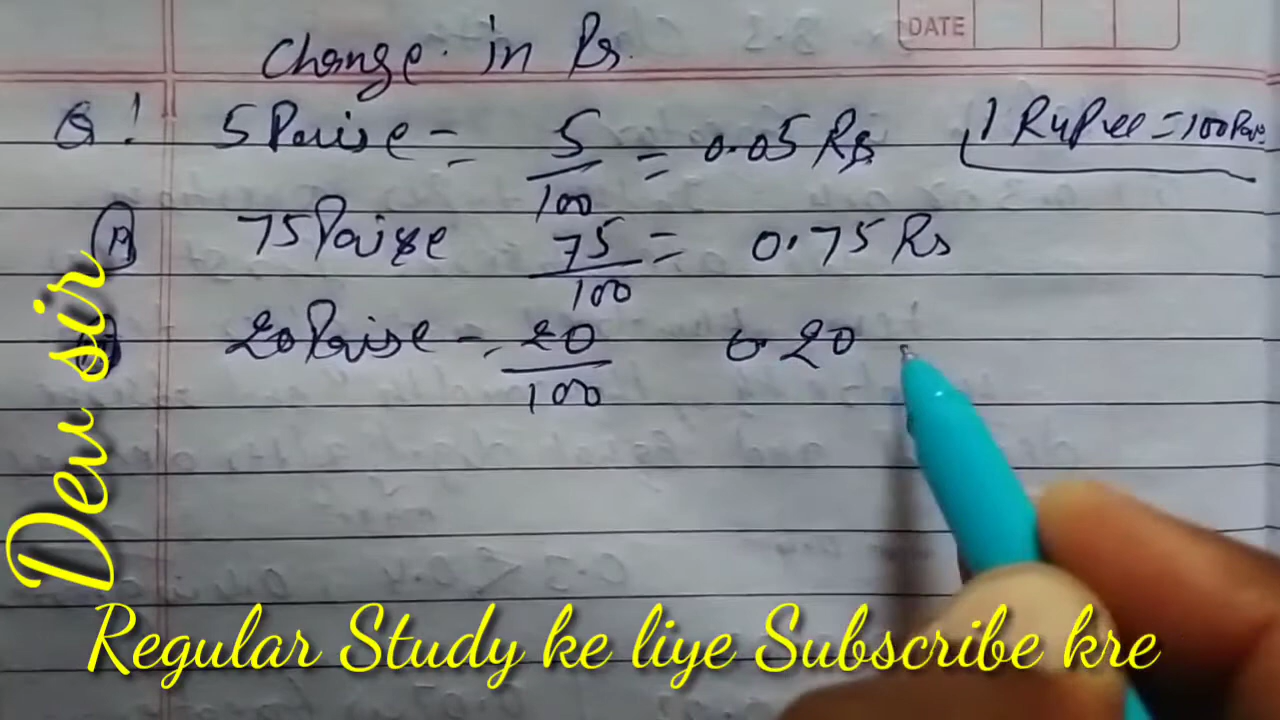 DATE
Change in Rs.
Q! 5 Paise = 5/100 = 0.05 Rs
1 Rupee = 100 Pais
A 75 Paise 75/100 = 0.75 Rs
20 Paise = 20/100 0.20
Dev sir
Regular Study ke liye Subscribe kre